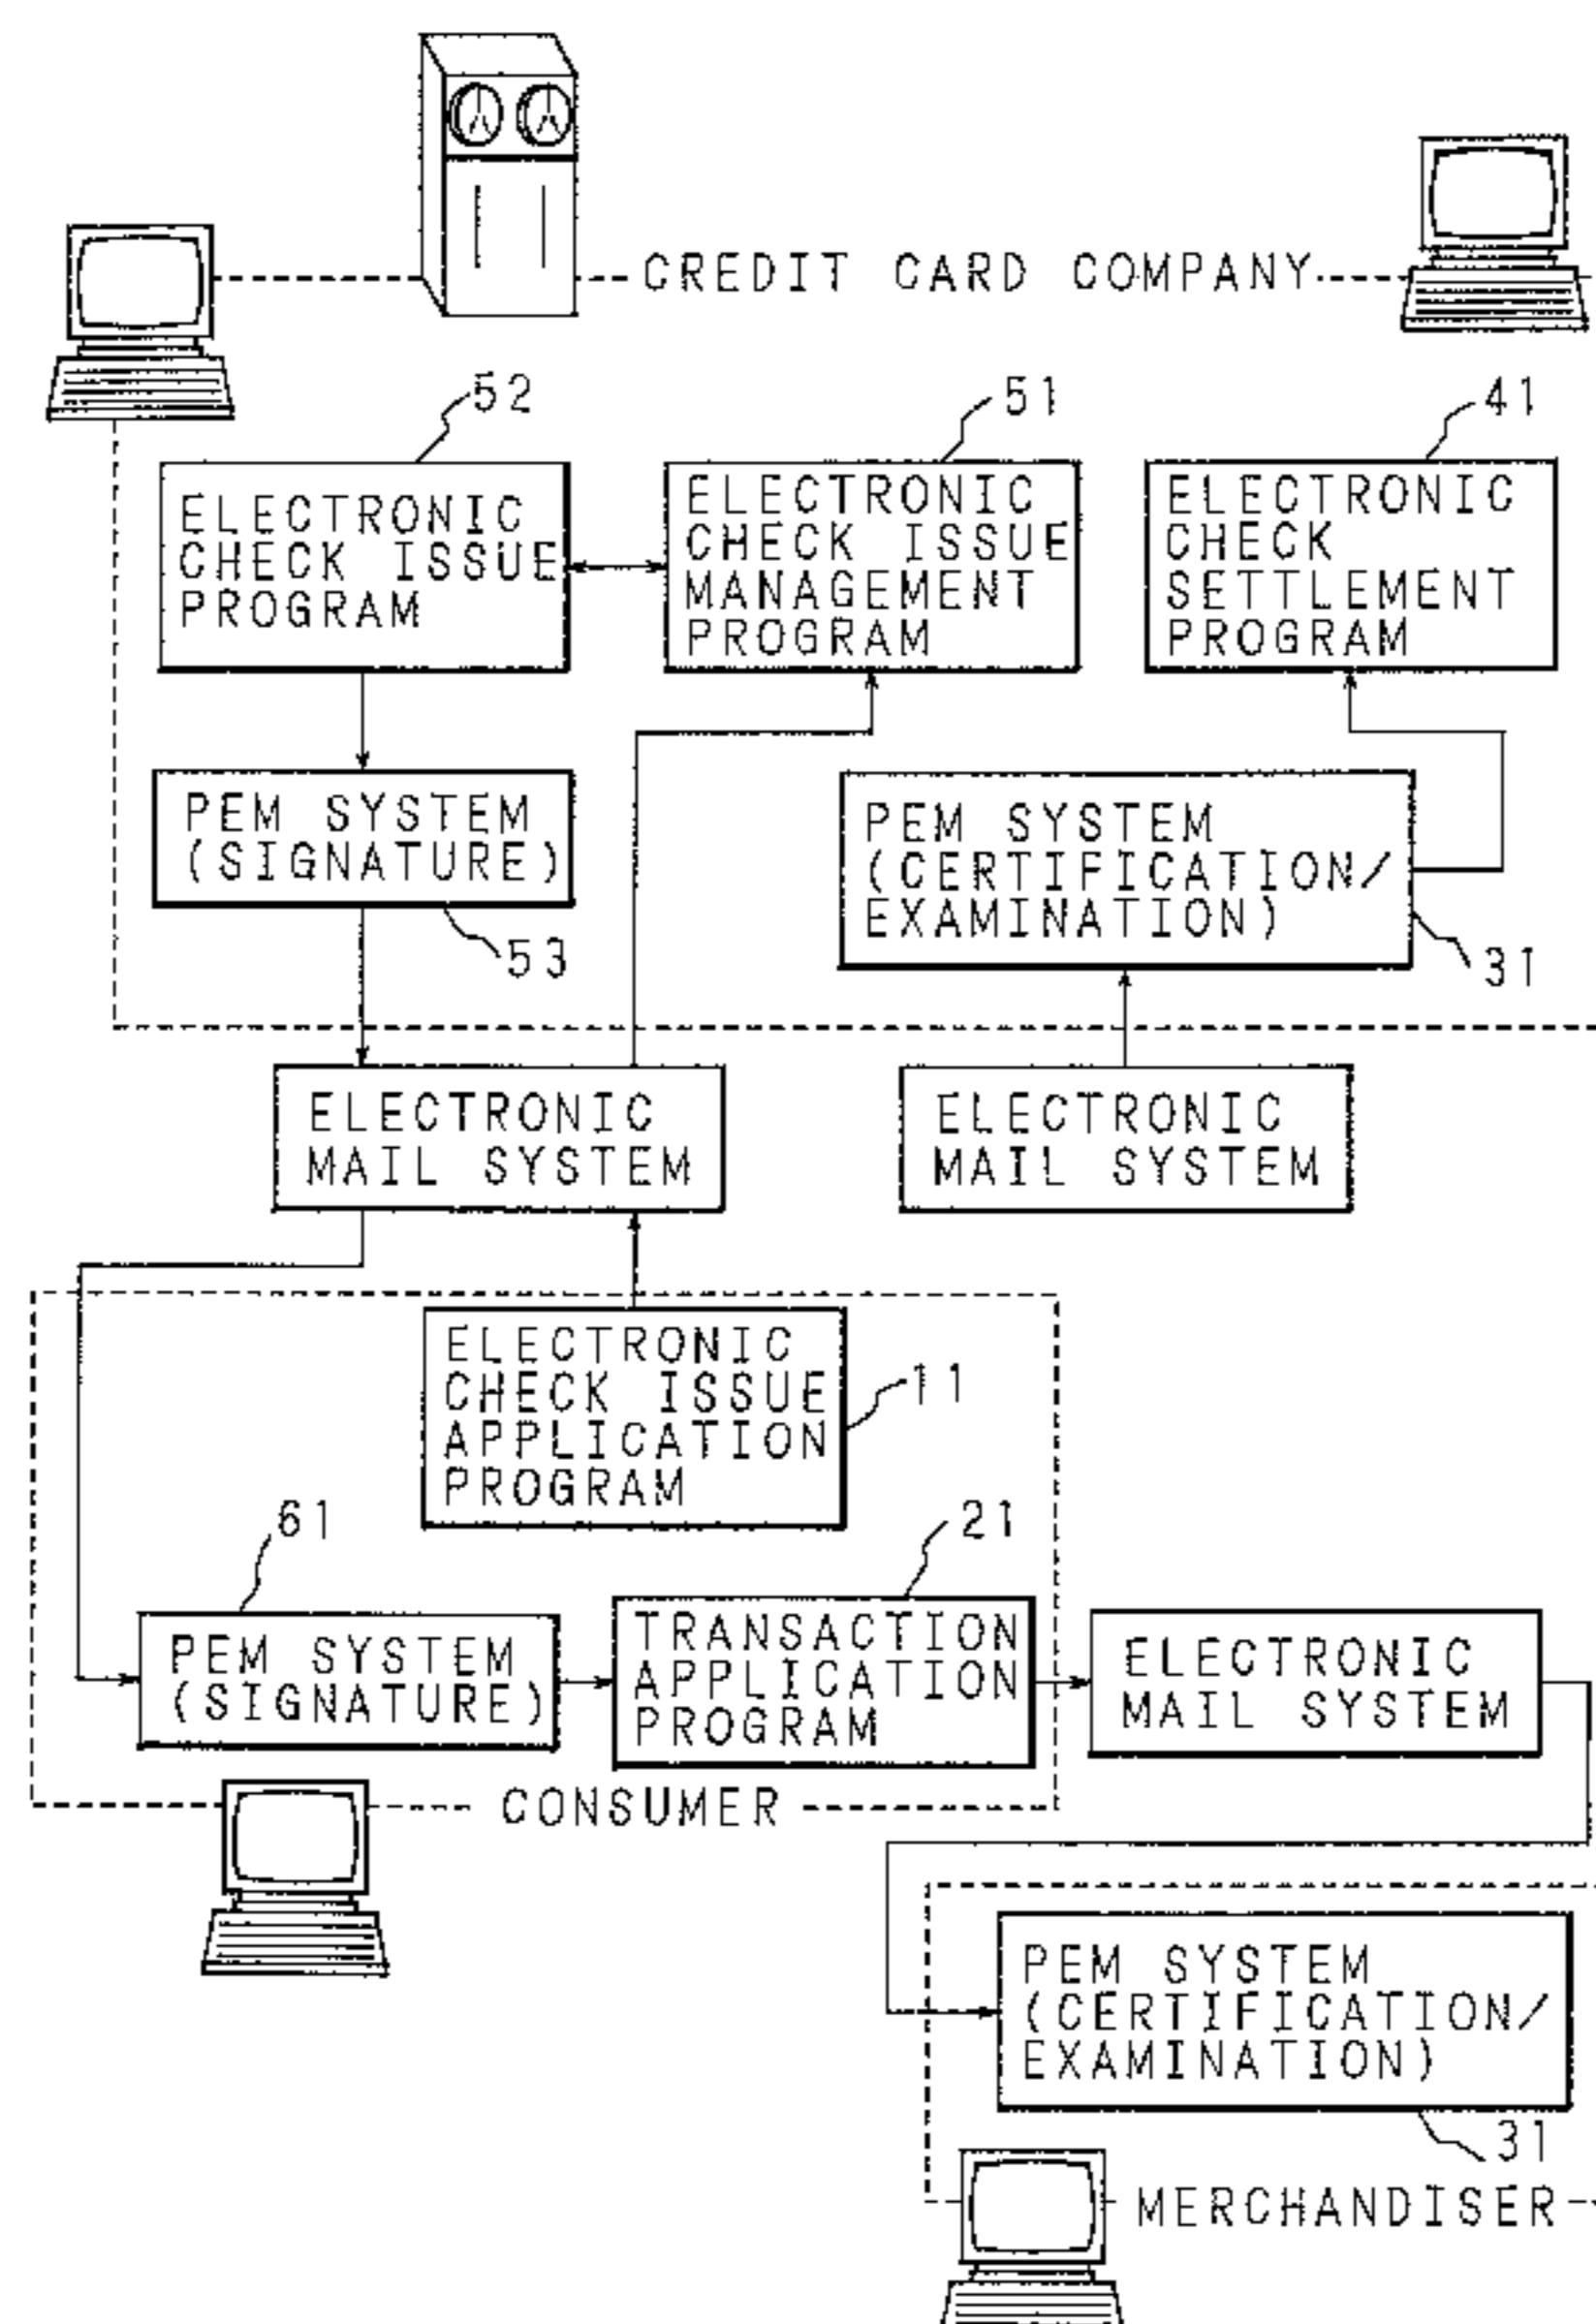 CREDIT CARD COMPANY
52
51
41
ELECTRONIC
CHECK ISSUE
PROGRAM
ELECTRONIC
CHECK ISSUE
MANAGEMENT
PROGRAM
ELECTRONIC
CHECK
SETTLEMENT
PROGRAM
PEM SYSTEM
(SIGNATURE)
53
PEM SYSTEM
(CERTIFICATION/
EXAMINATION)
31
ELECTRONIC
MAIL SYSTEM
ELECTRONIC
MAIL SYSTEM
ELECTRONIC
CHECK ISSUE
APPLICATION
PROGRAM
11
61
21
PEM SYSTEM
(SIGNATURE)
TRANSACTION
APPLICATION
PROGRAM
ELECTRONIC
MAIL SYSTEM
CONSUMER
PEM SYSTEM
(CERTIFICATION/
EXAMINATION)
31
MERCHANDISER